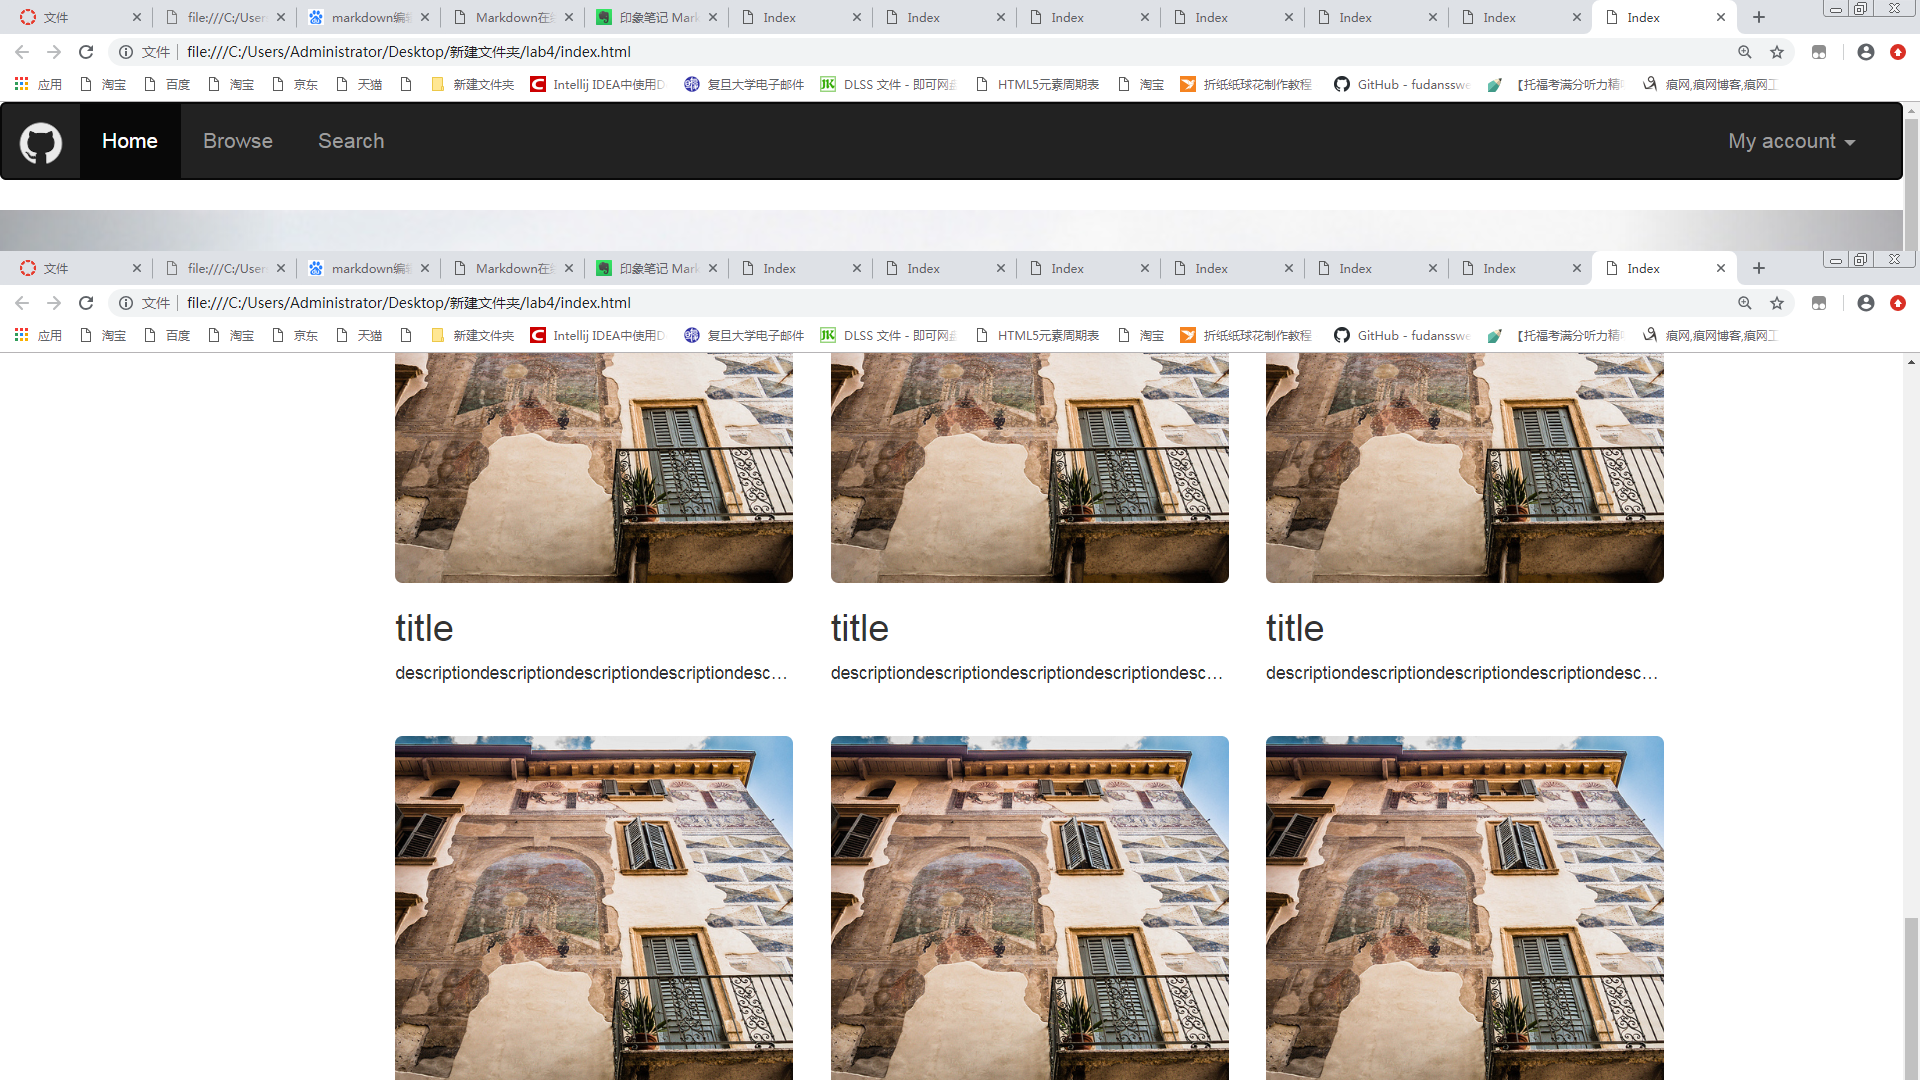 文件 file:///C:/User markdown编辑 Markdown在线 印象笔记 Mark Index Index Index Index Index Index Index
文件 file:///C:/Users/Administrator/Desktop/新建文件夹/lab4/index.html
应用 淘宝 百度 淘宝 京东 天猫 新建文件夹 Intellij IDEA中使用D 复旦大学电子邮件 DLSS 文件 - 即可网 HTML5元素周期表 淘宝 折纸纸球花制作教程 GitHub - fudanssw 【托福考满分听力精 痕网,痕网博客,痕网工
Home Browse Search My account
文件 file:///C:/User markdown编辑 Markdown在线 印象笔记 Mark Index Index Index Index Index Index Index
文件 file:///C:/Users/Administrator/Desktop/新建文件夹/lab4/index.html
应用 淘宝 百度 淘宝 京东 天猫 新建文件夹 Intellij IDEA中使用D 复旦大学电子邮件 DLSS 文件 - 即可网 HTML5元素周期表 淘宝 折纸纸球花制作教程 GitHub - fudanssw 【托福考满分听力精 痕网,痕网博客,痕网工
title title title
descriptiondescriptiondescriptiondescriptiondesc... descriptiondescriptiondescriptiondescriptiondesc... descriptiondescriptiondescriptiondescriptiondesc...